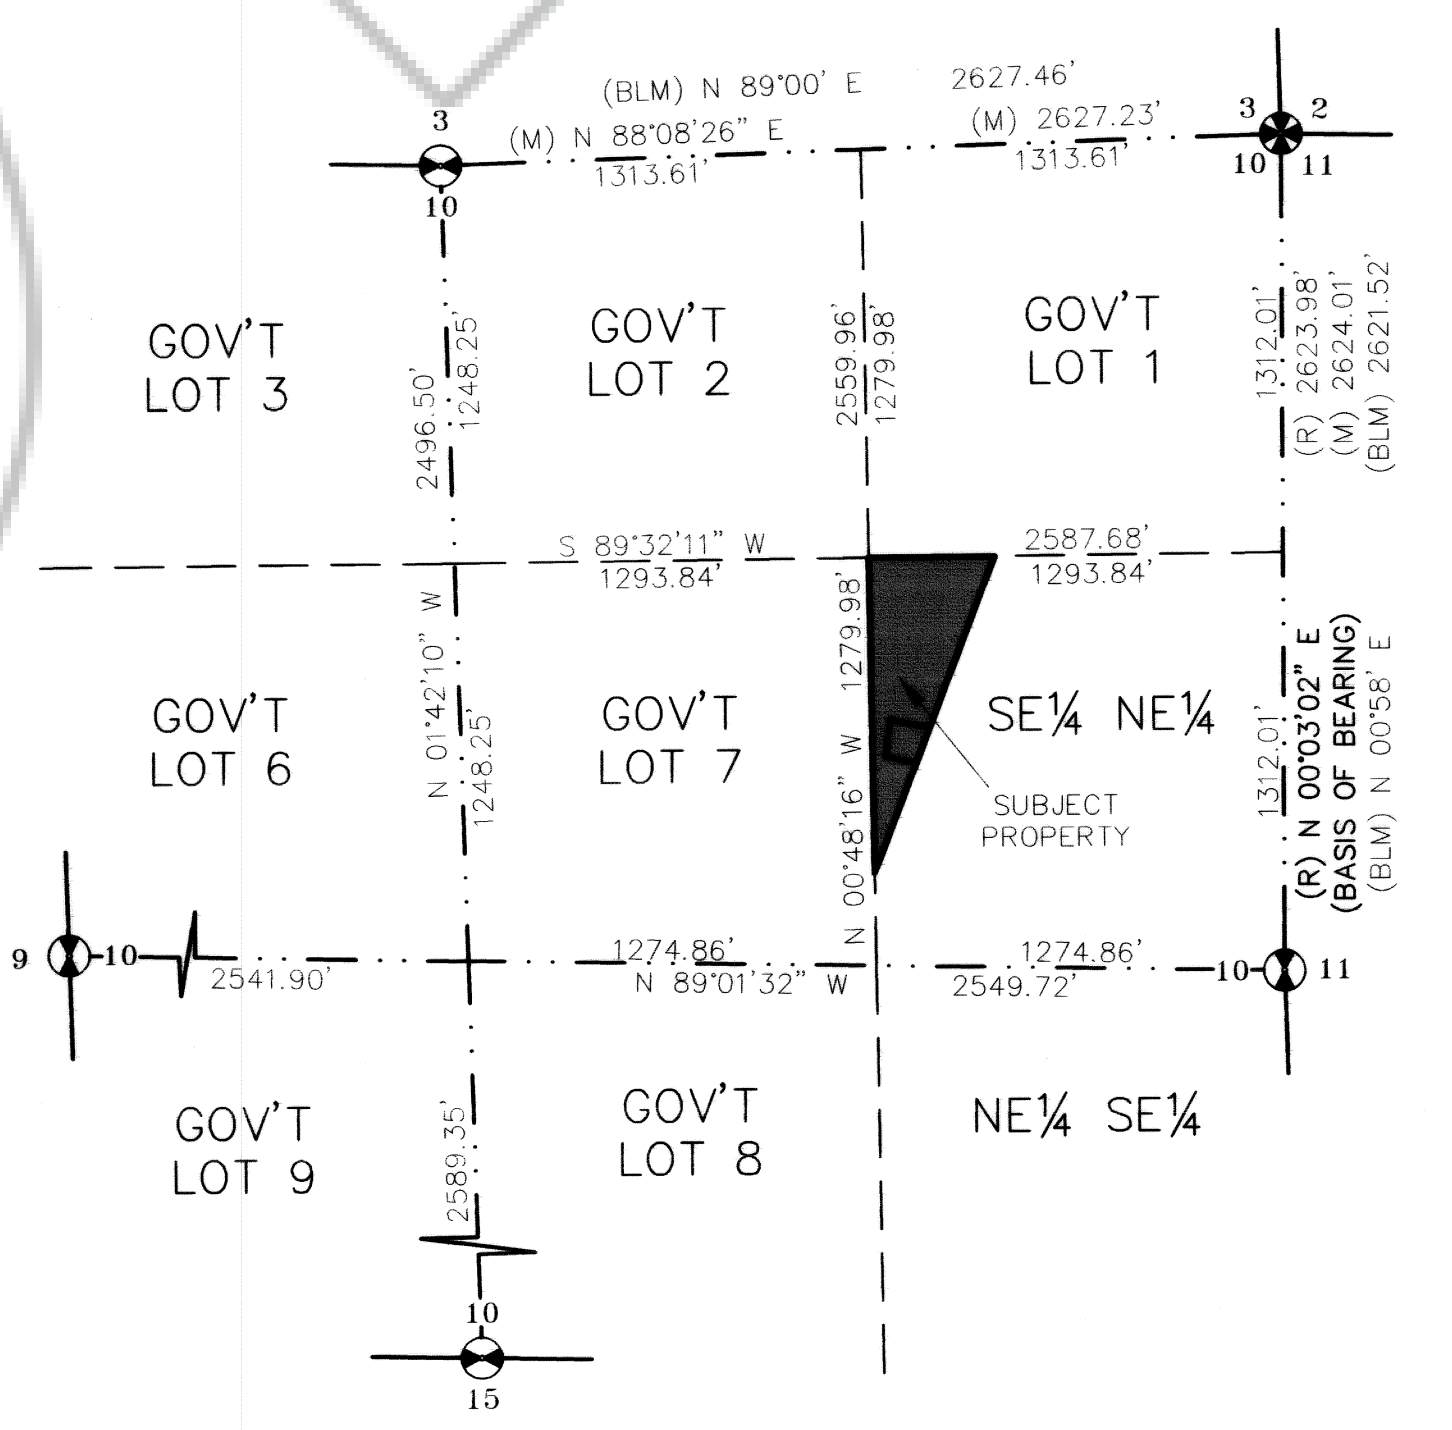 (BLM) N 89°00' E 2627.46'
(M) N 88°08'26" E (M) 2627.23'
1313.61' 1313.61'
3
10
3 2
10 11
GOV'T
LOT 3
2496.50'
1248.25'
GOV'T
LOT 2
2559.96'
1279.98'
GOV'T
LOT 1
1312.01'
(R) 2623.98'
(M) 2624.01'
(BLM) 2621.52'
S 89°32'11" W 2587.68'
1293.84' 1293.84'
GOV'T
LOT 6
N 01°42'10" W
1248.25'
GOV'T
LOT 7
N 00°48'16" W 1279.98'
SE¼ NE¼
SUBJECT
PROPERTY
1312.01'
(R) N 00°03'02" E
(BASIS OF BEARING)
(BLM) N 00°58' E
9 10
2541.90'
1274.86' 1274.86'
N 89°01'32" W 2549.72'
10 11
GOV'T
LOT 9
2589.35'
GOV'T
LOT 8
NE¼ SE¼
10
15